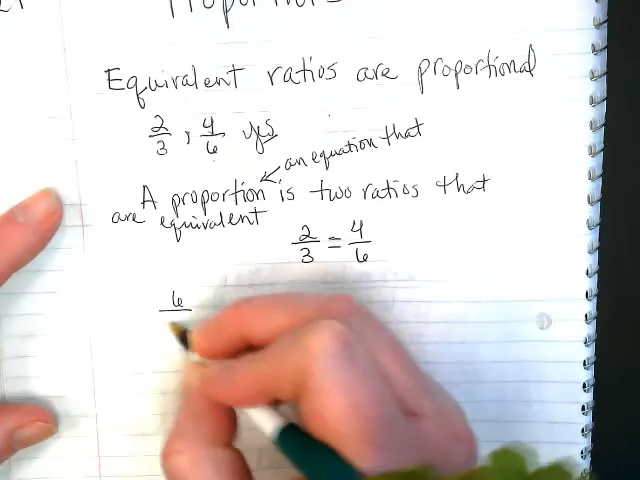 Proportions
Equivalent ratios are proportional
2/3 , 4/6 yes
an equation that
A proportion is two ratios that
are equivalent
2/3 = 4/6
6